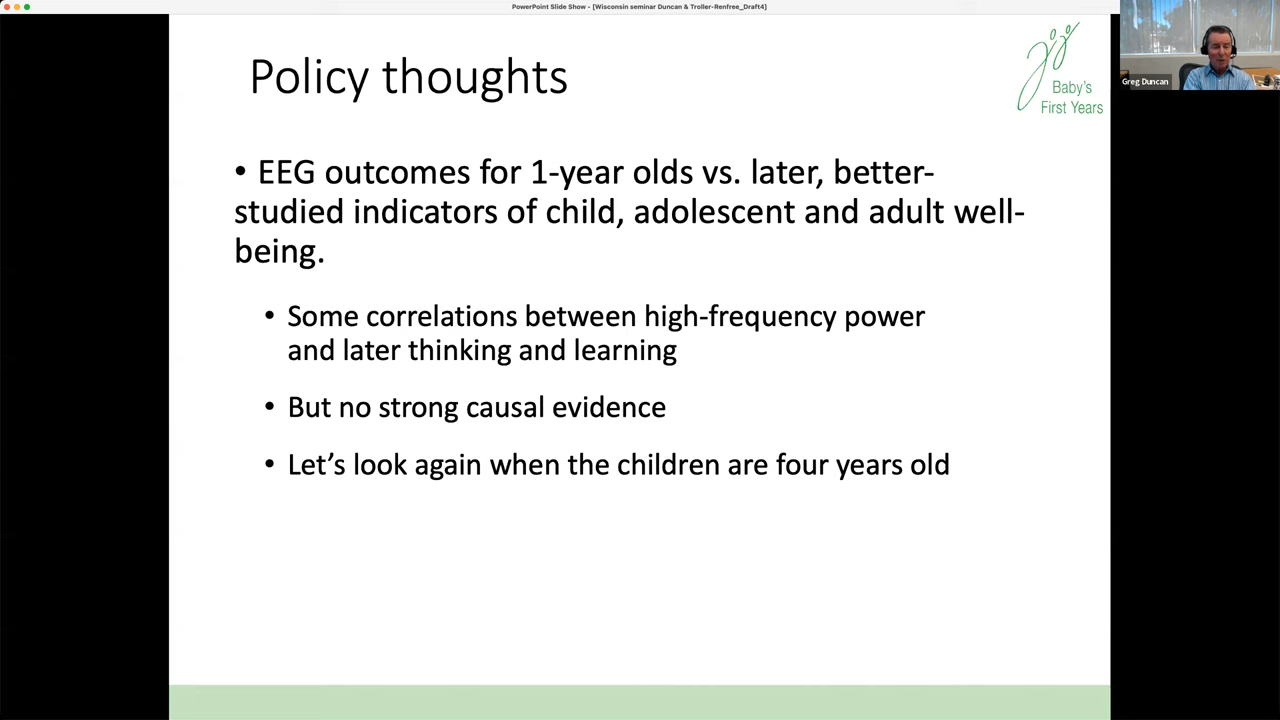 PowerPoint Slide Show - [Wisconsin seminar Duncan & Troller-Renfree_Draft4]
Policy thoughts
Baby's
First Years
Greg Duncan
• EEG outcomes for 1-year olds vs. later, better-
studied indicators of child, adolescent and adult well-
being.
• Some correlations between high-frequency power
and later thinking and learning
• But no strong causal evidence
• Let's look again when the children are four years old